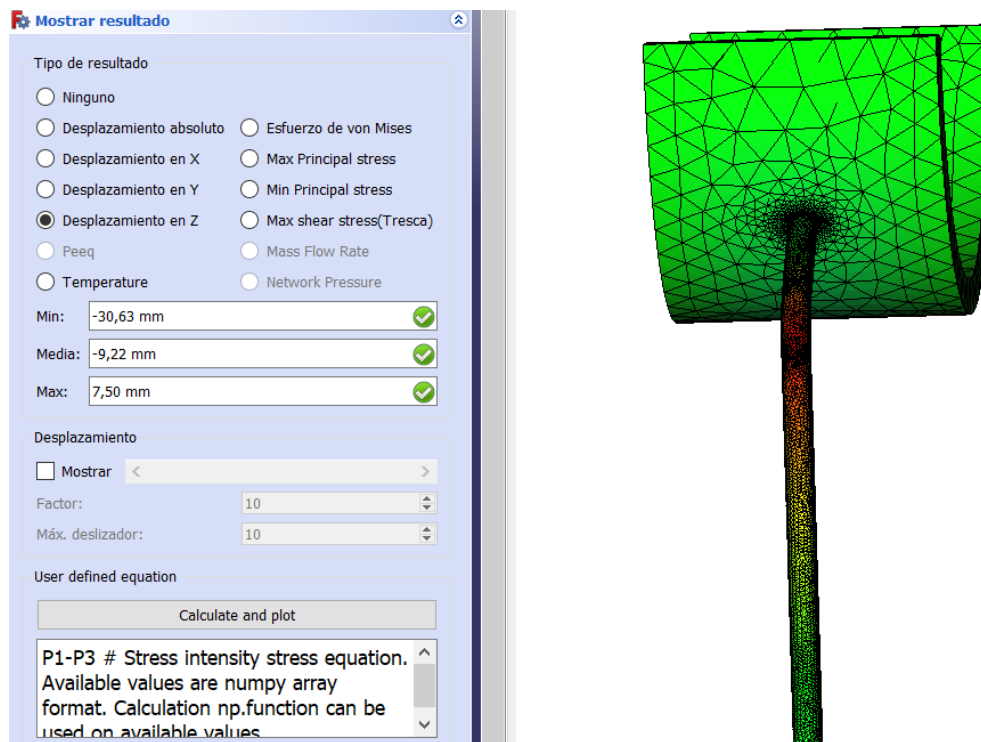 Mostrar resultado
Tipo de resultado
Ninguno
Desplazamiento absoluto
Esfuerzo de von Mises
Desplazamiento en X
Max Principal stress
Desplazamiento en Y
Min Principal stress
Desplazamiento en Z
Max shear stress(Tresca)
Peeq
Mass Flow Rate
Temperature
Network Pressure
Min: -30,63 mm
Media: -9,22 mm
Max: 7,50 mm
Desplazamiento
Mostrar
Factor: 10
Máx. deslizador: 10
User defined equation
Calculate and plot
P1-P3 # Stress intensity stress equation.
Available values are numpy array
format. Calculation np.function can be
used on available values